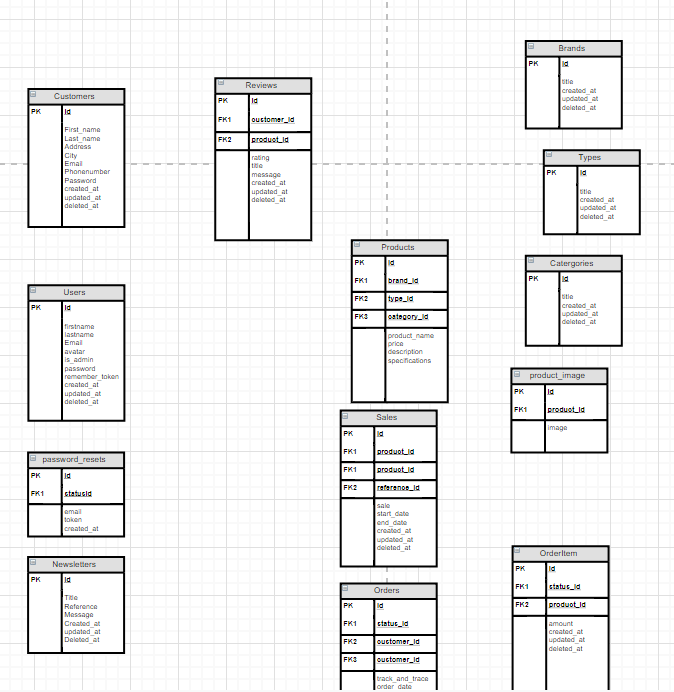 Customers
PK id
First_name
Last_name
Address
City
Email
Phonenumber
Password
created_at
updated_at
deleted_at
Reviews
PK id
FK1 customer_id
FK2 product_id
rating
title
message
created_at
updated_at
deleted_at
Brands
PK id
title
created_at
updated_at
deleted_at
Types
PK id
title
created_at
updated_at
deleted_at
Products
PK id
FK1 brand_id
FK2 type_id
FK3 category_id
product_name
price
description
specifications
Catergories
PK id
title
created_at
updated_at
deleted_at
Users
PK id
firstname
lastname
Email
avatar
is_admin
password
remember_token
created_at
updated_at
deleted_at
product_image
PK id
FK1 product_id
image
Sales
PK id
FK1 product_id
FK1 product_id
FK2 reference_id
sale
start_date
end_date
created_at
updated_at
deleted_at
password_resets
PK id
FK1 statusid
email
token
created_at
Newsletters
PK id
Title
Reference
Message
Created_at
updated_at
Deleted_at
Orders
PK id
FK1 status_id
FK2 customer_id
FK3 customer_id
track_and_trace
order_date
OrderItem
PK id
FK1 status_id
FK2 product_id
amount
created_at
updated_at
deleted_at